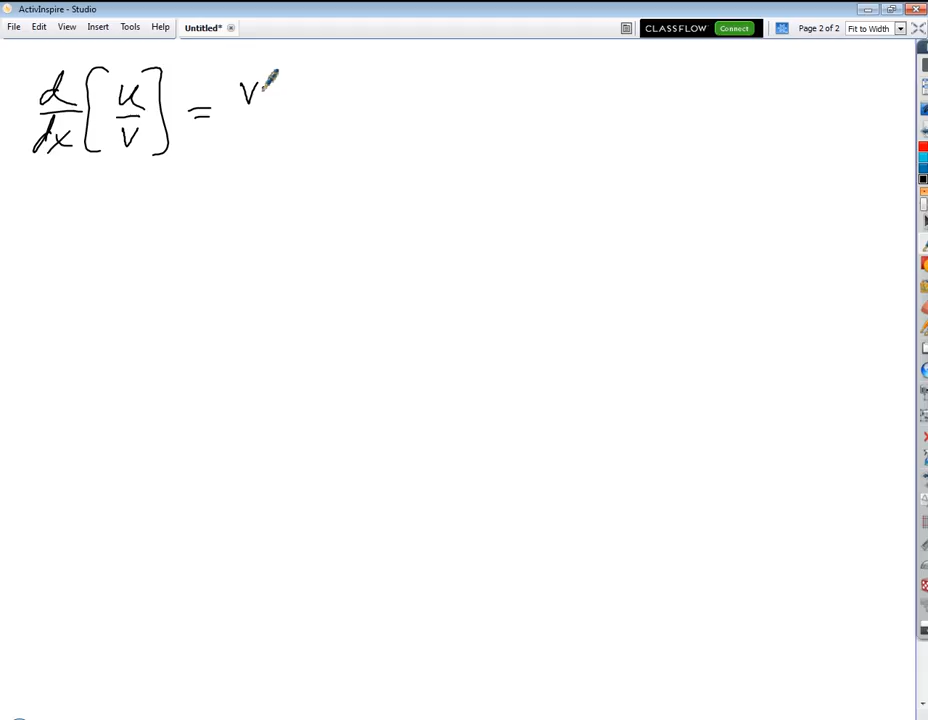 ActivInspire - Studio
File Edit View Insert Tools Help Untitled* CLASSFLOW Connect Page 2 of 2 Fit to Width
d/dx [u/v] = v